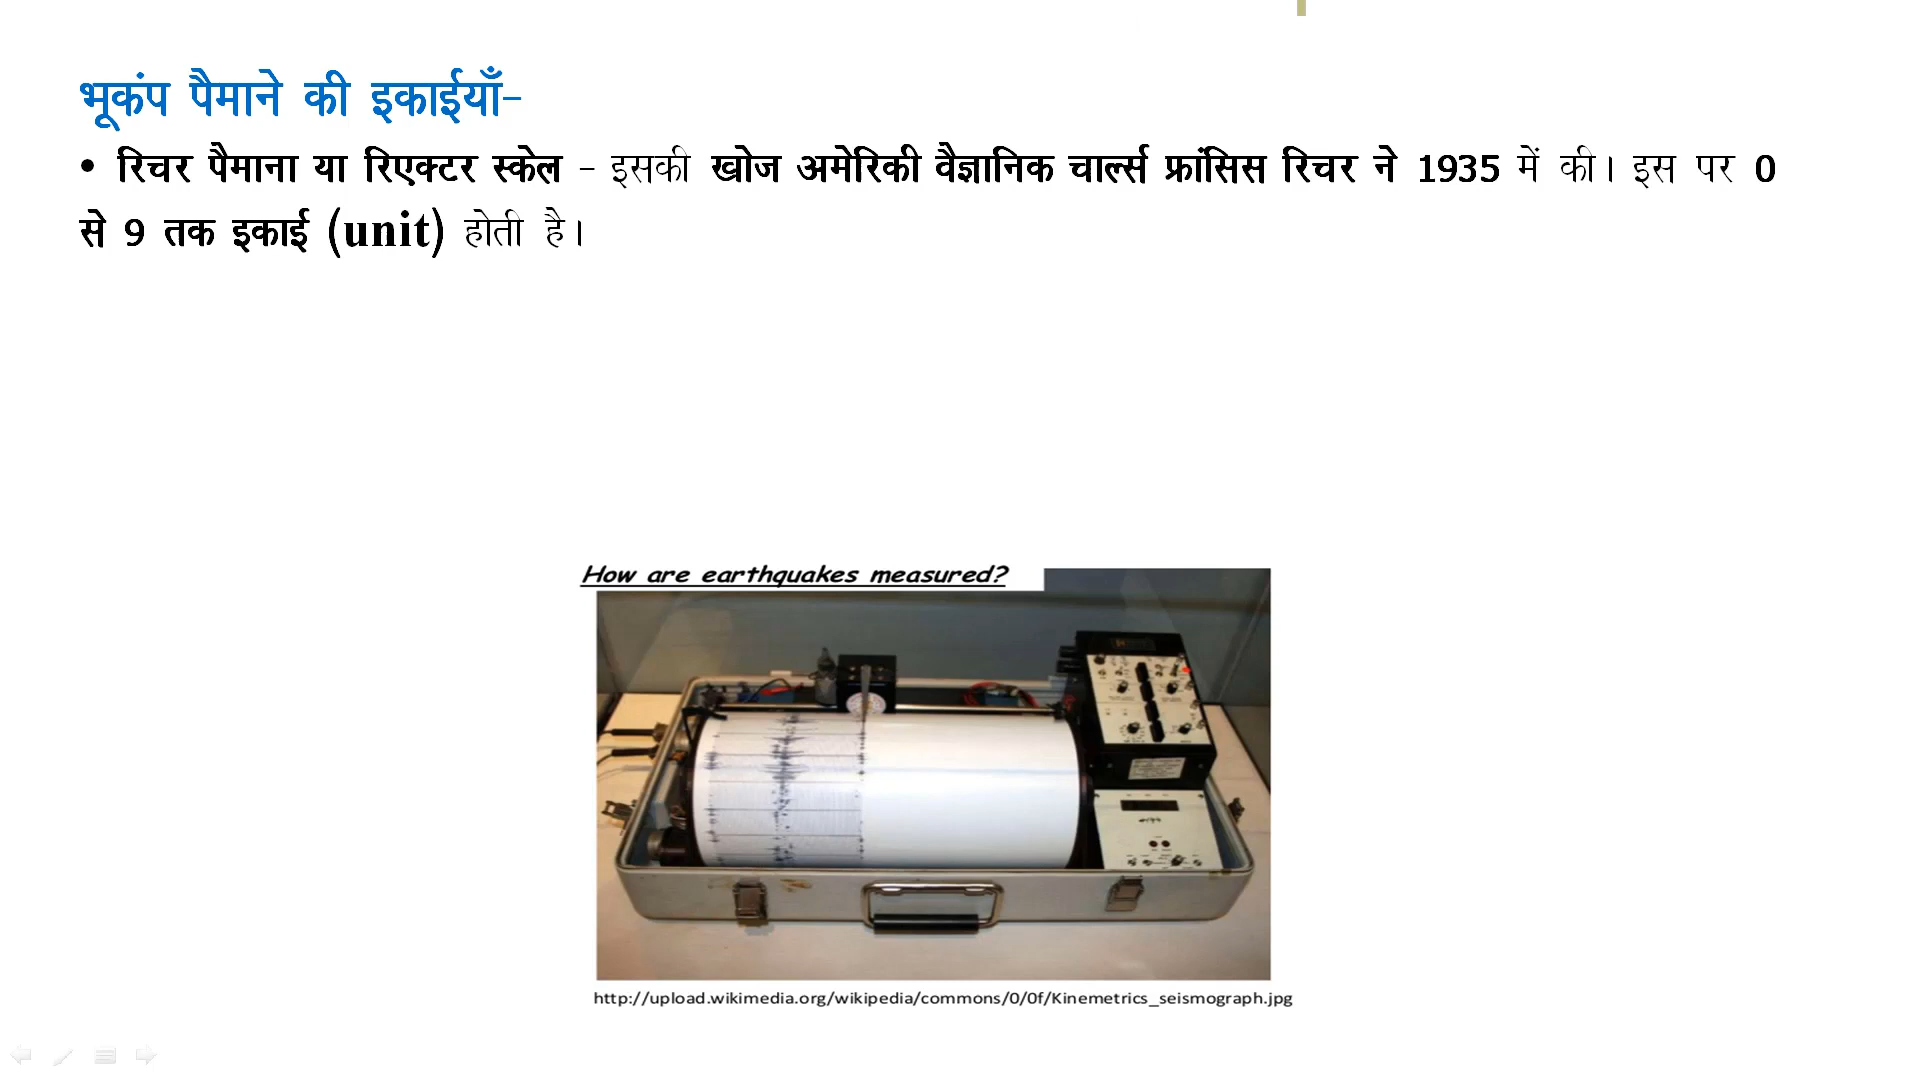 भूकंप पैमाने की इकाईयाँ-
• रिचर पैमाना या रिएक्टर स्केल - इसकी खोज अमेरिकी वैज्ञानिक चार्ल्स फ्रांसिस रिचर ने 1935 में की। इस पर 0
से 9 तक इकाई (unit) होती है।
How are earthquakes measured?
http://upload.wikimedia.org/wikipedia/commons/0/0f/Kinemetrics_seismograph.jpg